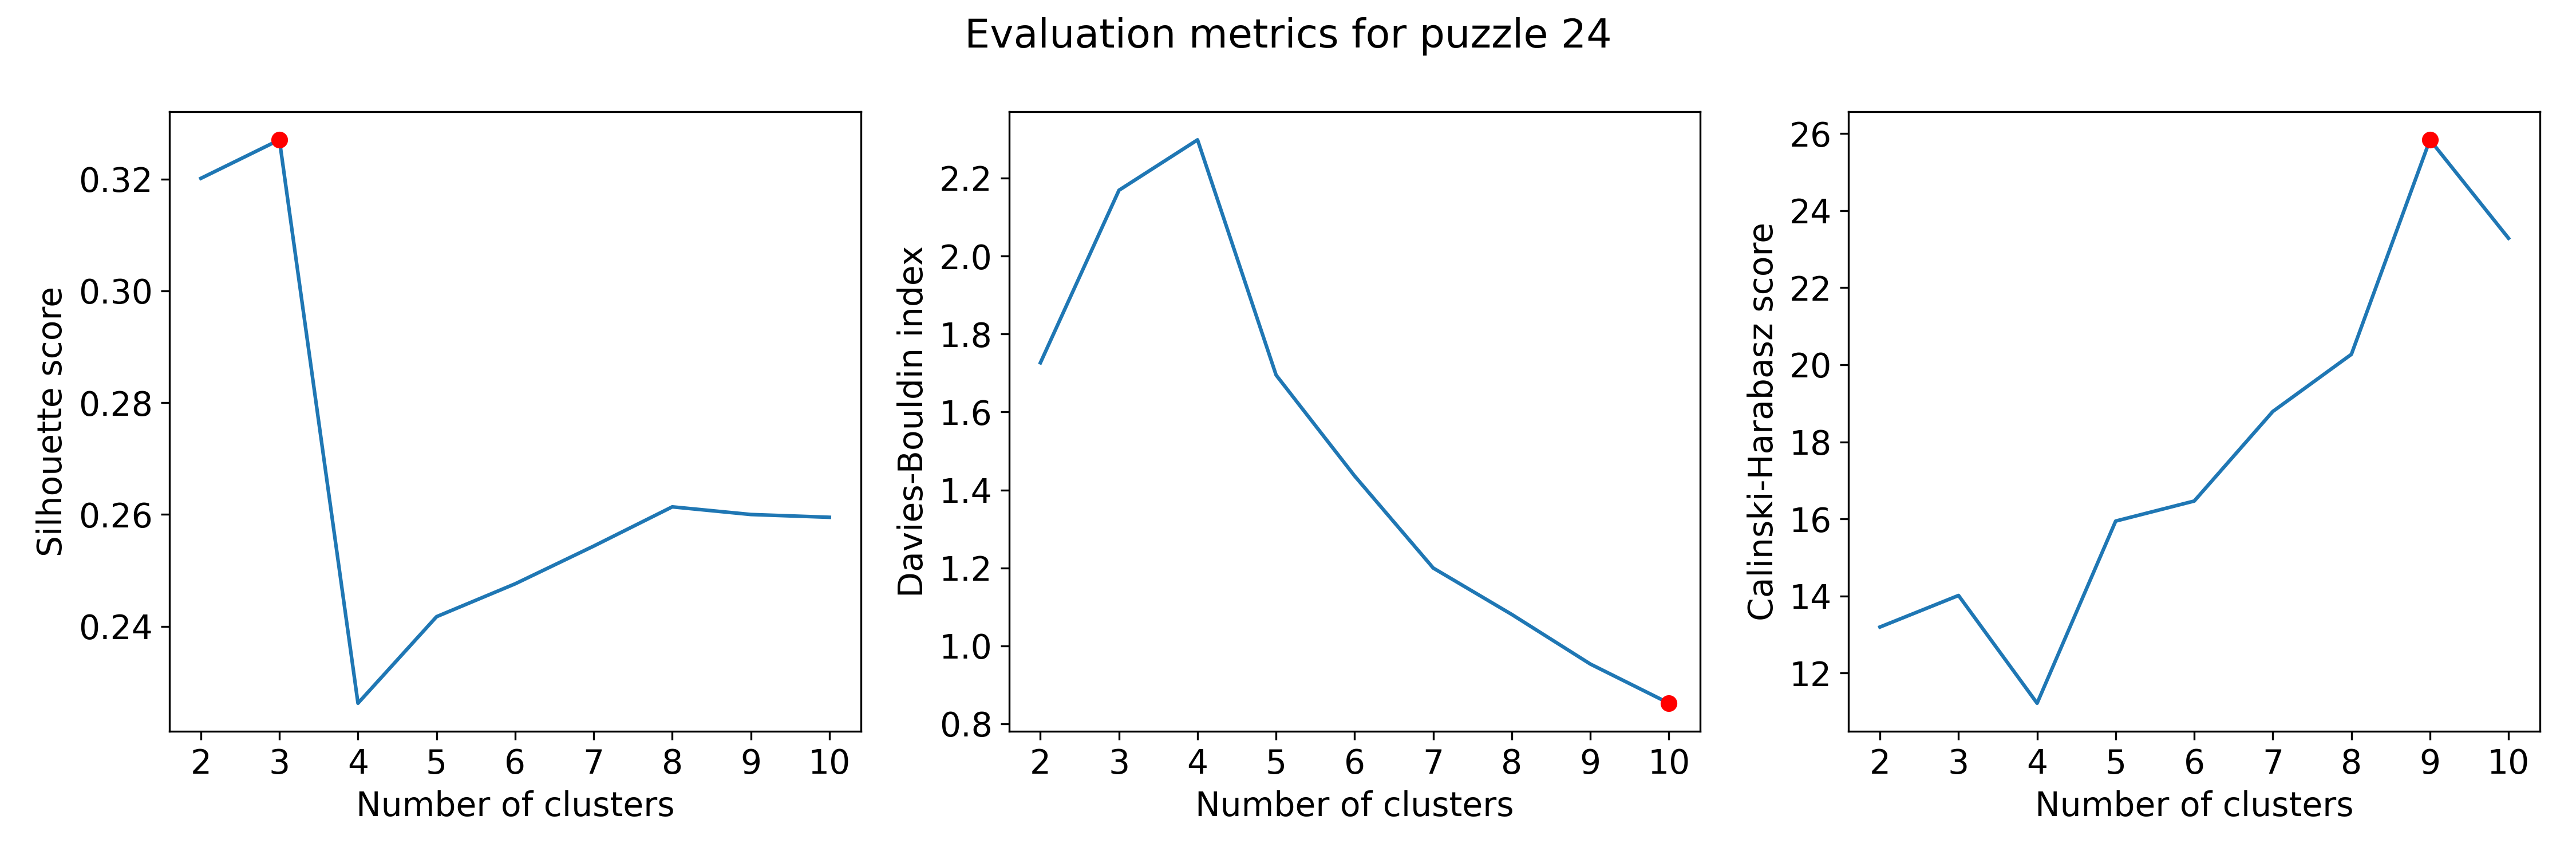 Evaluation metrics for puzzle 24
Silhouette score
0.32
0.30
0.28
0.26
0.24
2 3 4 5 6 7 8 9 10
Number of clusters
Davies-Bouldin index
2.2
2.0
1.8
1.6
1.4
1.2
1.0
0.8
2 3 4 5 6 7 8 9 10
Number of clusters
Calinski-Harabasz score
26
24
22
20
18
16
14
12
2 3 4 5 6 7 8 9 10
Number of clusters